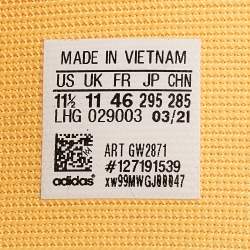 MADE IN VIETNAM
US UK FR JP CHN
11½ 11 46 295 285
LHG 029003 03/21
ART GW2871
#127191539
adidas xw99MWGJ00047